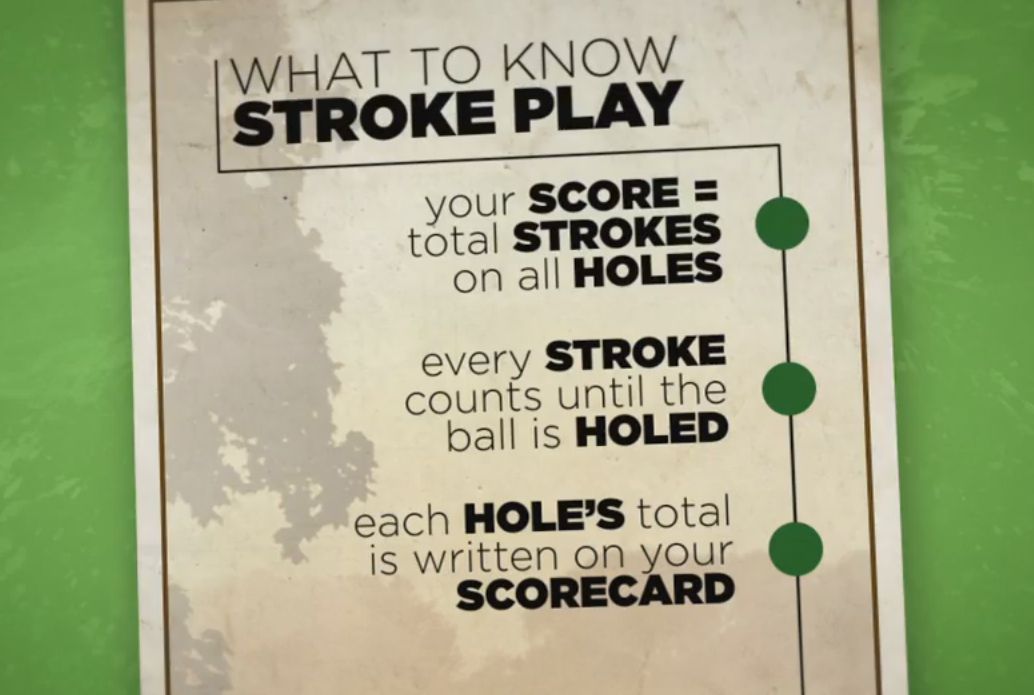 WHAT TO KNOW
STROKE PLAY
your SCORE =
total STROKES
on all HOLES
every STROKE
counts until the
ball is HOLED
each HOLE'S total
is written on your
SCORECARD